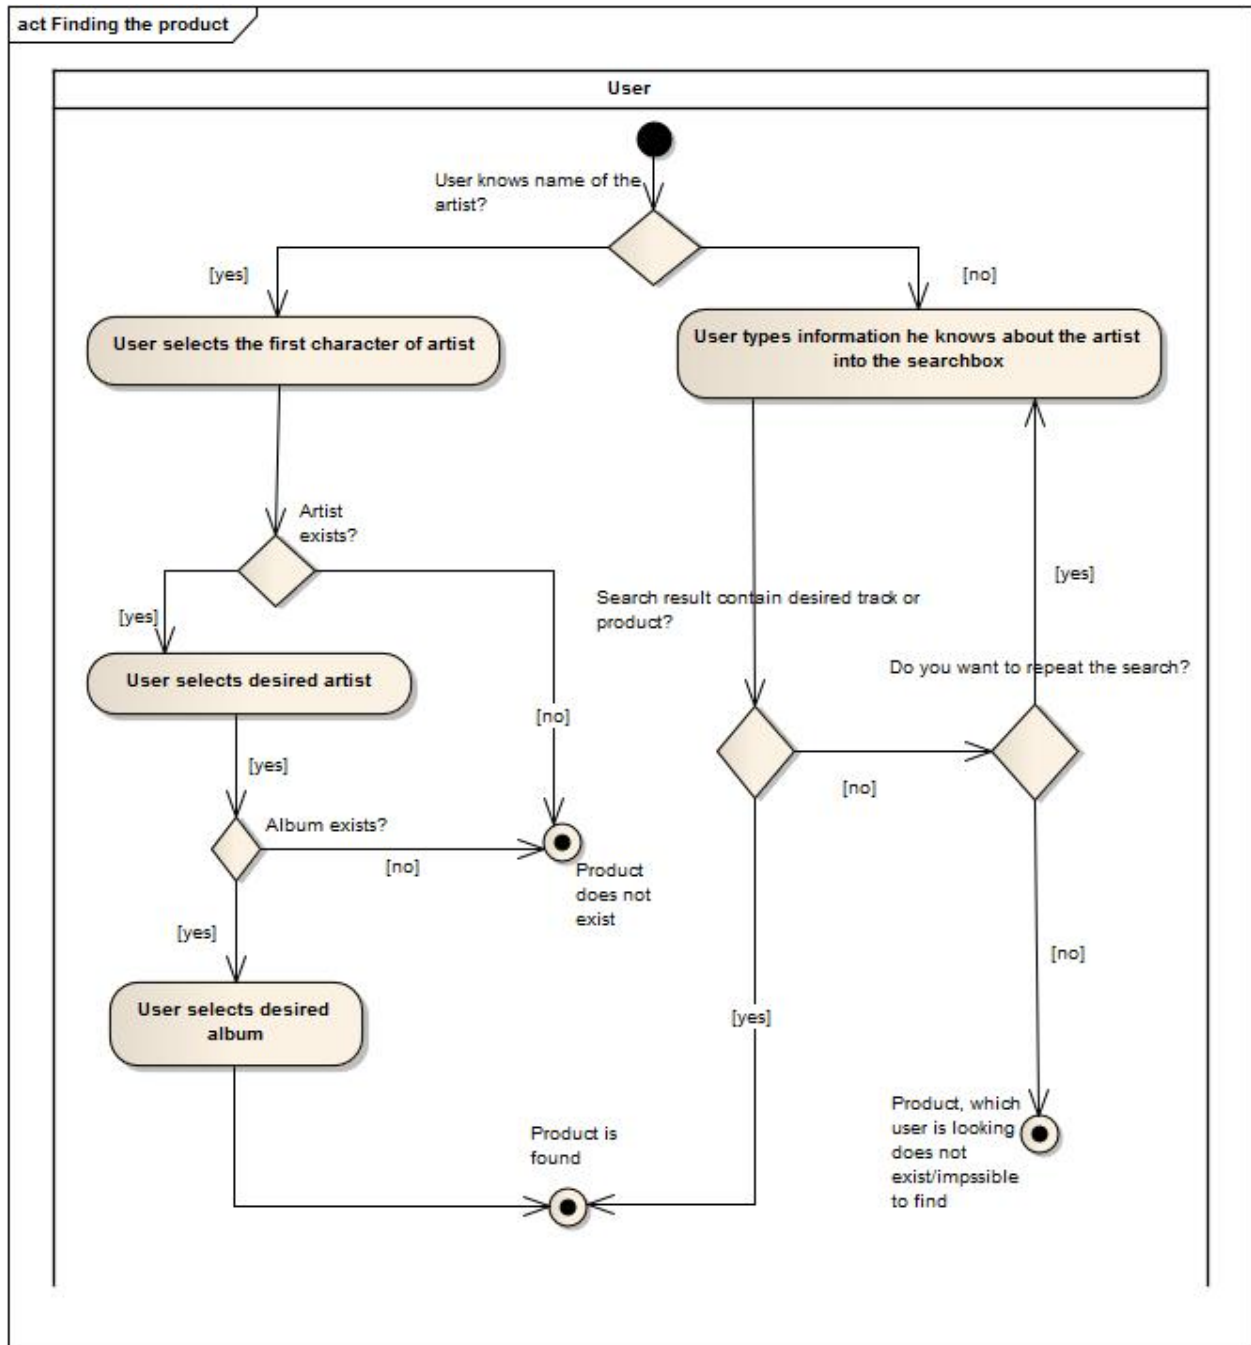 act Finding the product
User
User knows name of the
artist?
[yes]
[no]
User selects the first character of artist
User types information he knows about the artist
into the searchbox
Artist
exists?
[yes]
[yes]
Search result contain desired track or
product?
Do you want to repeat the search?
User selects desired artist
[no]
[yes]
[no]
Album exists?
[no]
Product
does not
exist
[yes]
[no]
User selects desired
album
[yes]
Product, which
user is looking
does not
exist/impssible
to find
Product is
found